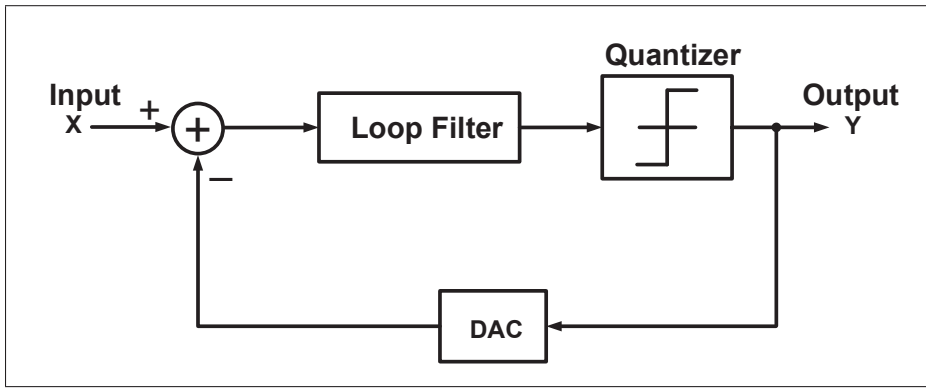 Quantizer
Input
X
+
+
−
Loop Filter
Output
Y
DAC